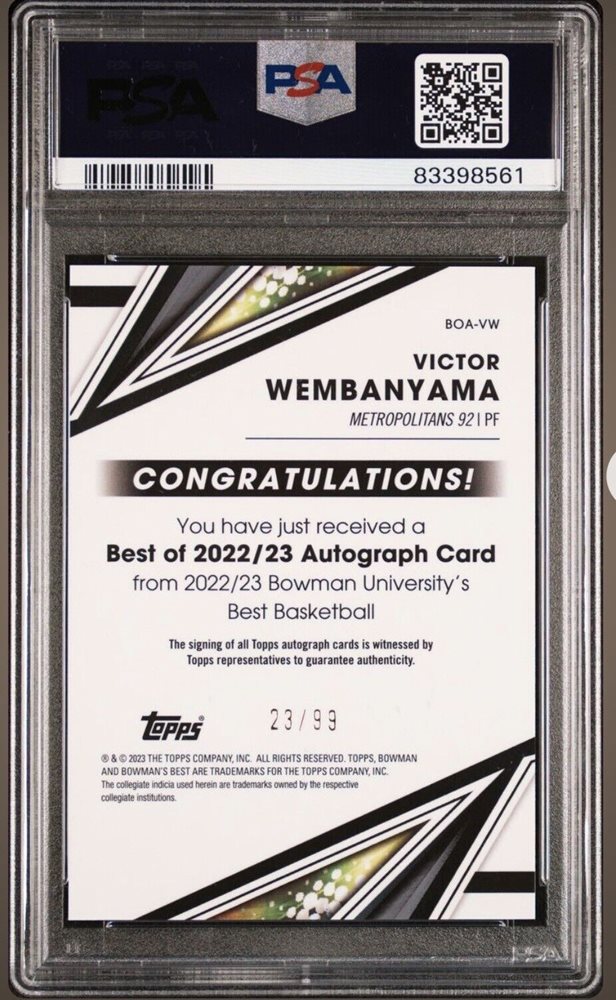 PSA
PSA
83398561
BOA-VW
VICTOR
WEMBANYAMA
METROPOLITANS 92 | PF
CONGRATULATIONS!
You have just received a
Best of 2022/23 Autograph Card
from 2022/23 Bowman University's
Best Basketball
The signing of all Topps autograph cards is witnessed by
Topps representatives to guarantee authenticity.
topps®
23/99
® & © 2023 THE TOPPS COMPANY, INC. ALL RIGHTS RESERVED. TOPPS, BOWMAN
AND BOWMAN'S BEST ARE TRADEMARKS FOR THE TOPPS COMPANY, INC.
The collegiate indicia used herein are trademarks owned by the respective
collegiate institutions.
PSA